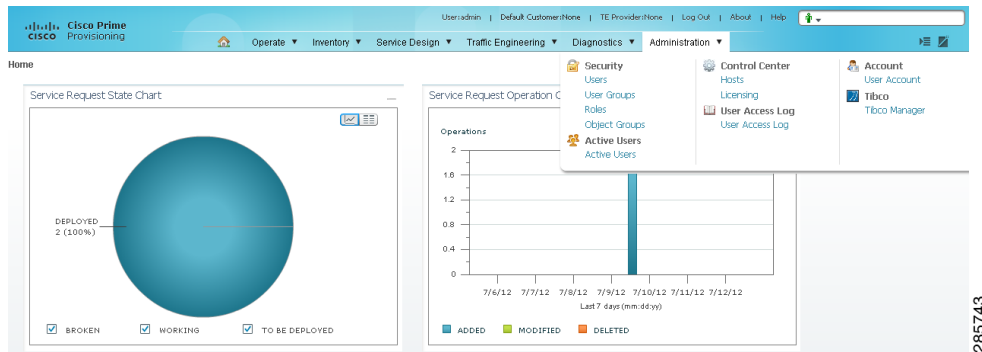 User:admin | Default Customer:None | TE Provider:None | Log Out | About | Help
cisco Cisco Prime
Provisioning
Operate Inventory Service Design Traffic Engineering Diagnostics Administration
Home
Security
Users
User Groups
Roles
Object Groups
Active Users
Active Users
Control Center
Hosts
Licensing
User Access Log
User Access Log
Account
User Account
Tibco
Tibco Manager
Service Request State Chart
DEPLOYED
2 (100%)
BROKEN WORKING TO BE DEPLOYED
Service Request Operation
Operations
2
1.6
1.2
0.8
0.4
0
7/6/12 7/7/12 7/8/12 7/9/12 7/10/12 7/11/12 7/12/12
Last 7 days (mm:dd:yy)
ADDED MODIFIED DELETED
285743